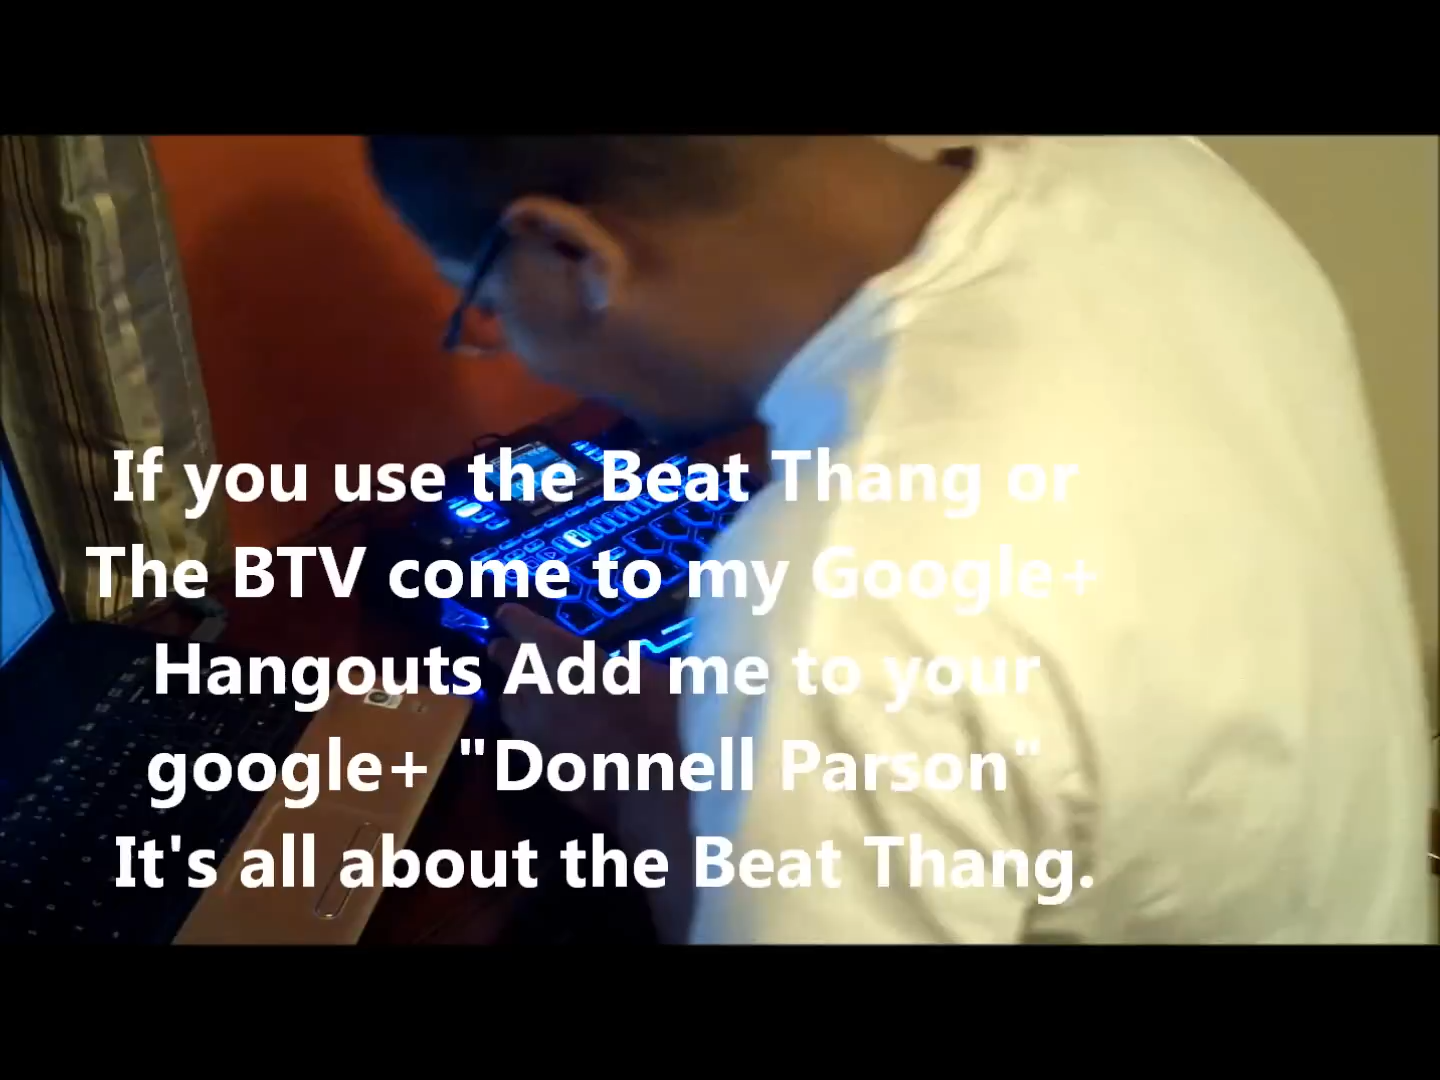 If you use the Beat Thang or
The BTV come to my Google+
Hangouts Add me to your
google+ "Donnell Parson"
It's all about the Beat Thang.